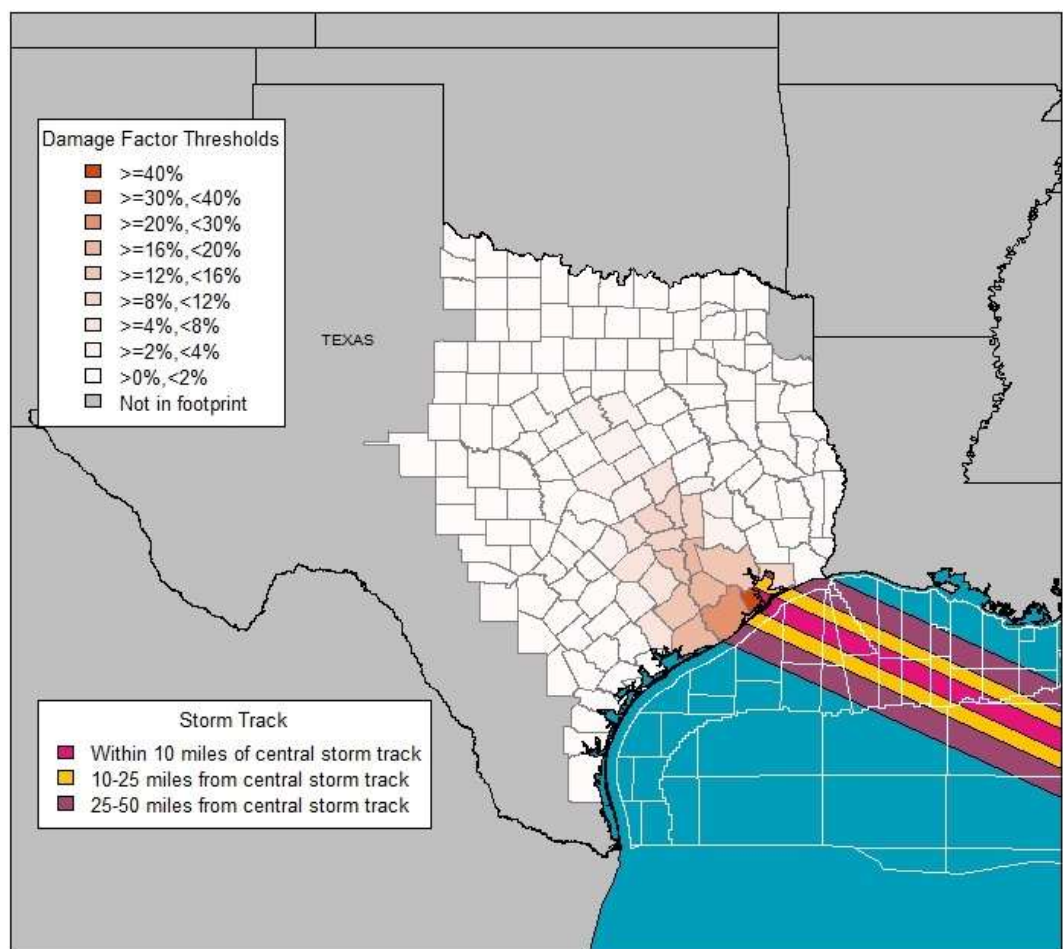 Damage Factor Thresholds
>=40%
>=30%,<40%
>=20%,<30%
>=16%,<20%
>=12%,<16%
>=8%,<12%
>=4%,<8%
>=2%,<4%
>0%,<2%
Not in footprint
TEXAS
Storm Track
Within 10 miles of central storm track
10-25 miles from central storm track
25-50 miles from central storm track